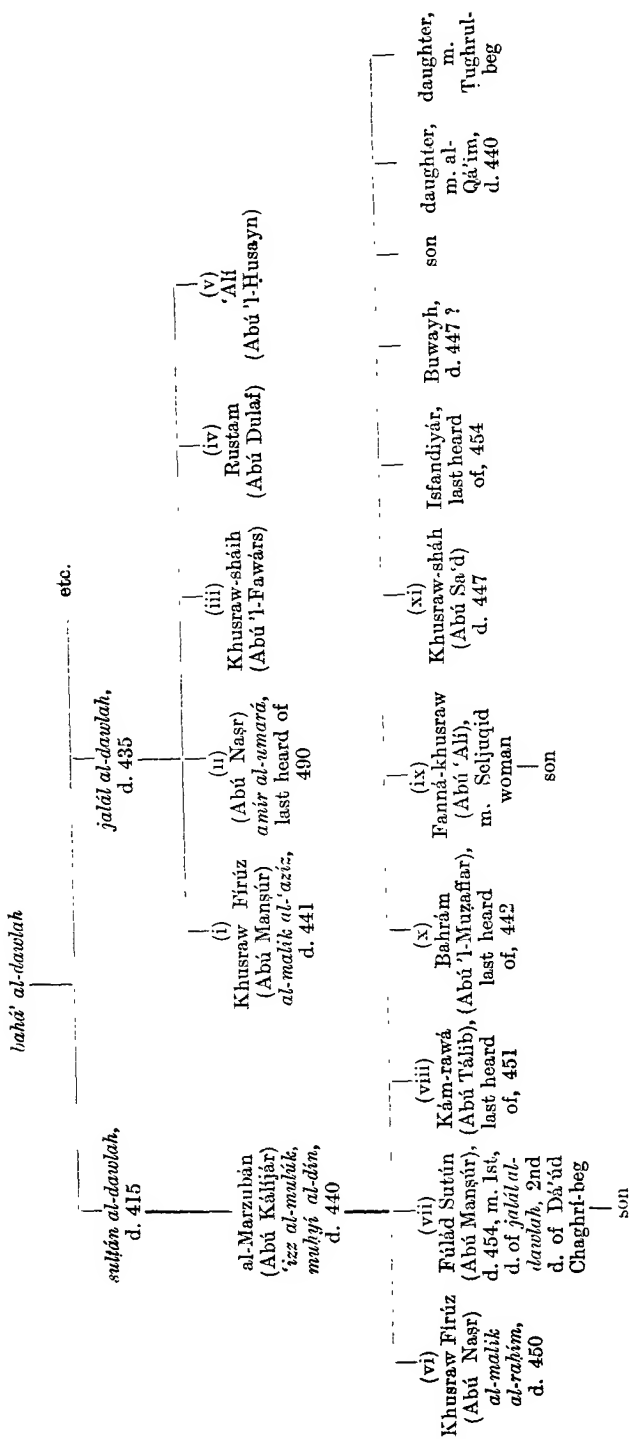 bahá' al-dawlah
sulṭán al-dawlah,
d. 415
jalál al-dawlah,
d. 435
etc.
al-Marzubán
(Abú Kálíjár)
'izz al-mulúk,
muḥyí al-dín,
d. 440
(i)
Khusraw Fírúz
(Abú Manṣúr)
al-malik al-'azíz,
d. 441
(u)
(Abú Naṣr)
amír al-umará,
last heard of
490
(iii)
Khusraw-sháih
(Abú 'l-Fawárs)
(iv)
Rustam
(Abú Dulaf)
(v)
'Alí
(Abú 'l-Ḥusayn)
(vi)
Khusraw Fírúz
(Abú Naṣr)
al-malik
al-raḥím,
d. 450
(vii)
Fúlád Sutún
(Abú Manṣúr),
d. 454, m. 1st,
d. of jalál al-
dawlah, 2nd
d. of Dá'úd
Chaghrí-beg
son
(viii)
Kám-rawá
(Abú Tálib),
last heard
of, 451
(x)
Bahrám
(Abú 'l-Muẓaffar),
last heard
of, 442
(ix)
Fanná-khusraw
(Abú 'Alí),
m. Seljuqid
woman
son
(xi)
Khusraw-sháh
(Abú Sa'd)
d. 447
Isfandiyár,
last heard
of, 454
Buwayh,
d. 447 ?
son
daughter,
m. al-
Qá'im,
d. 440
daughter,
m.
Ṭughrul-
beg